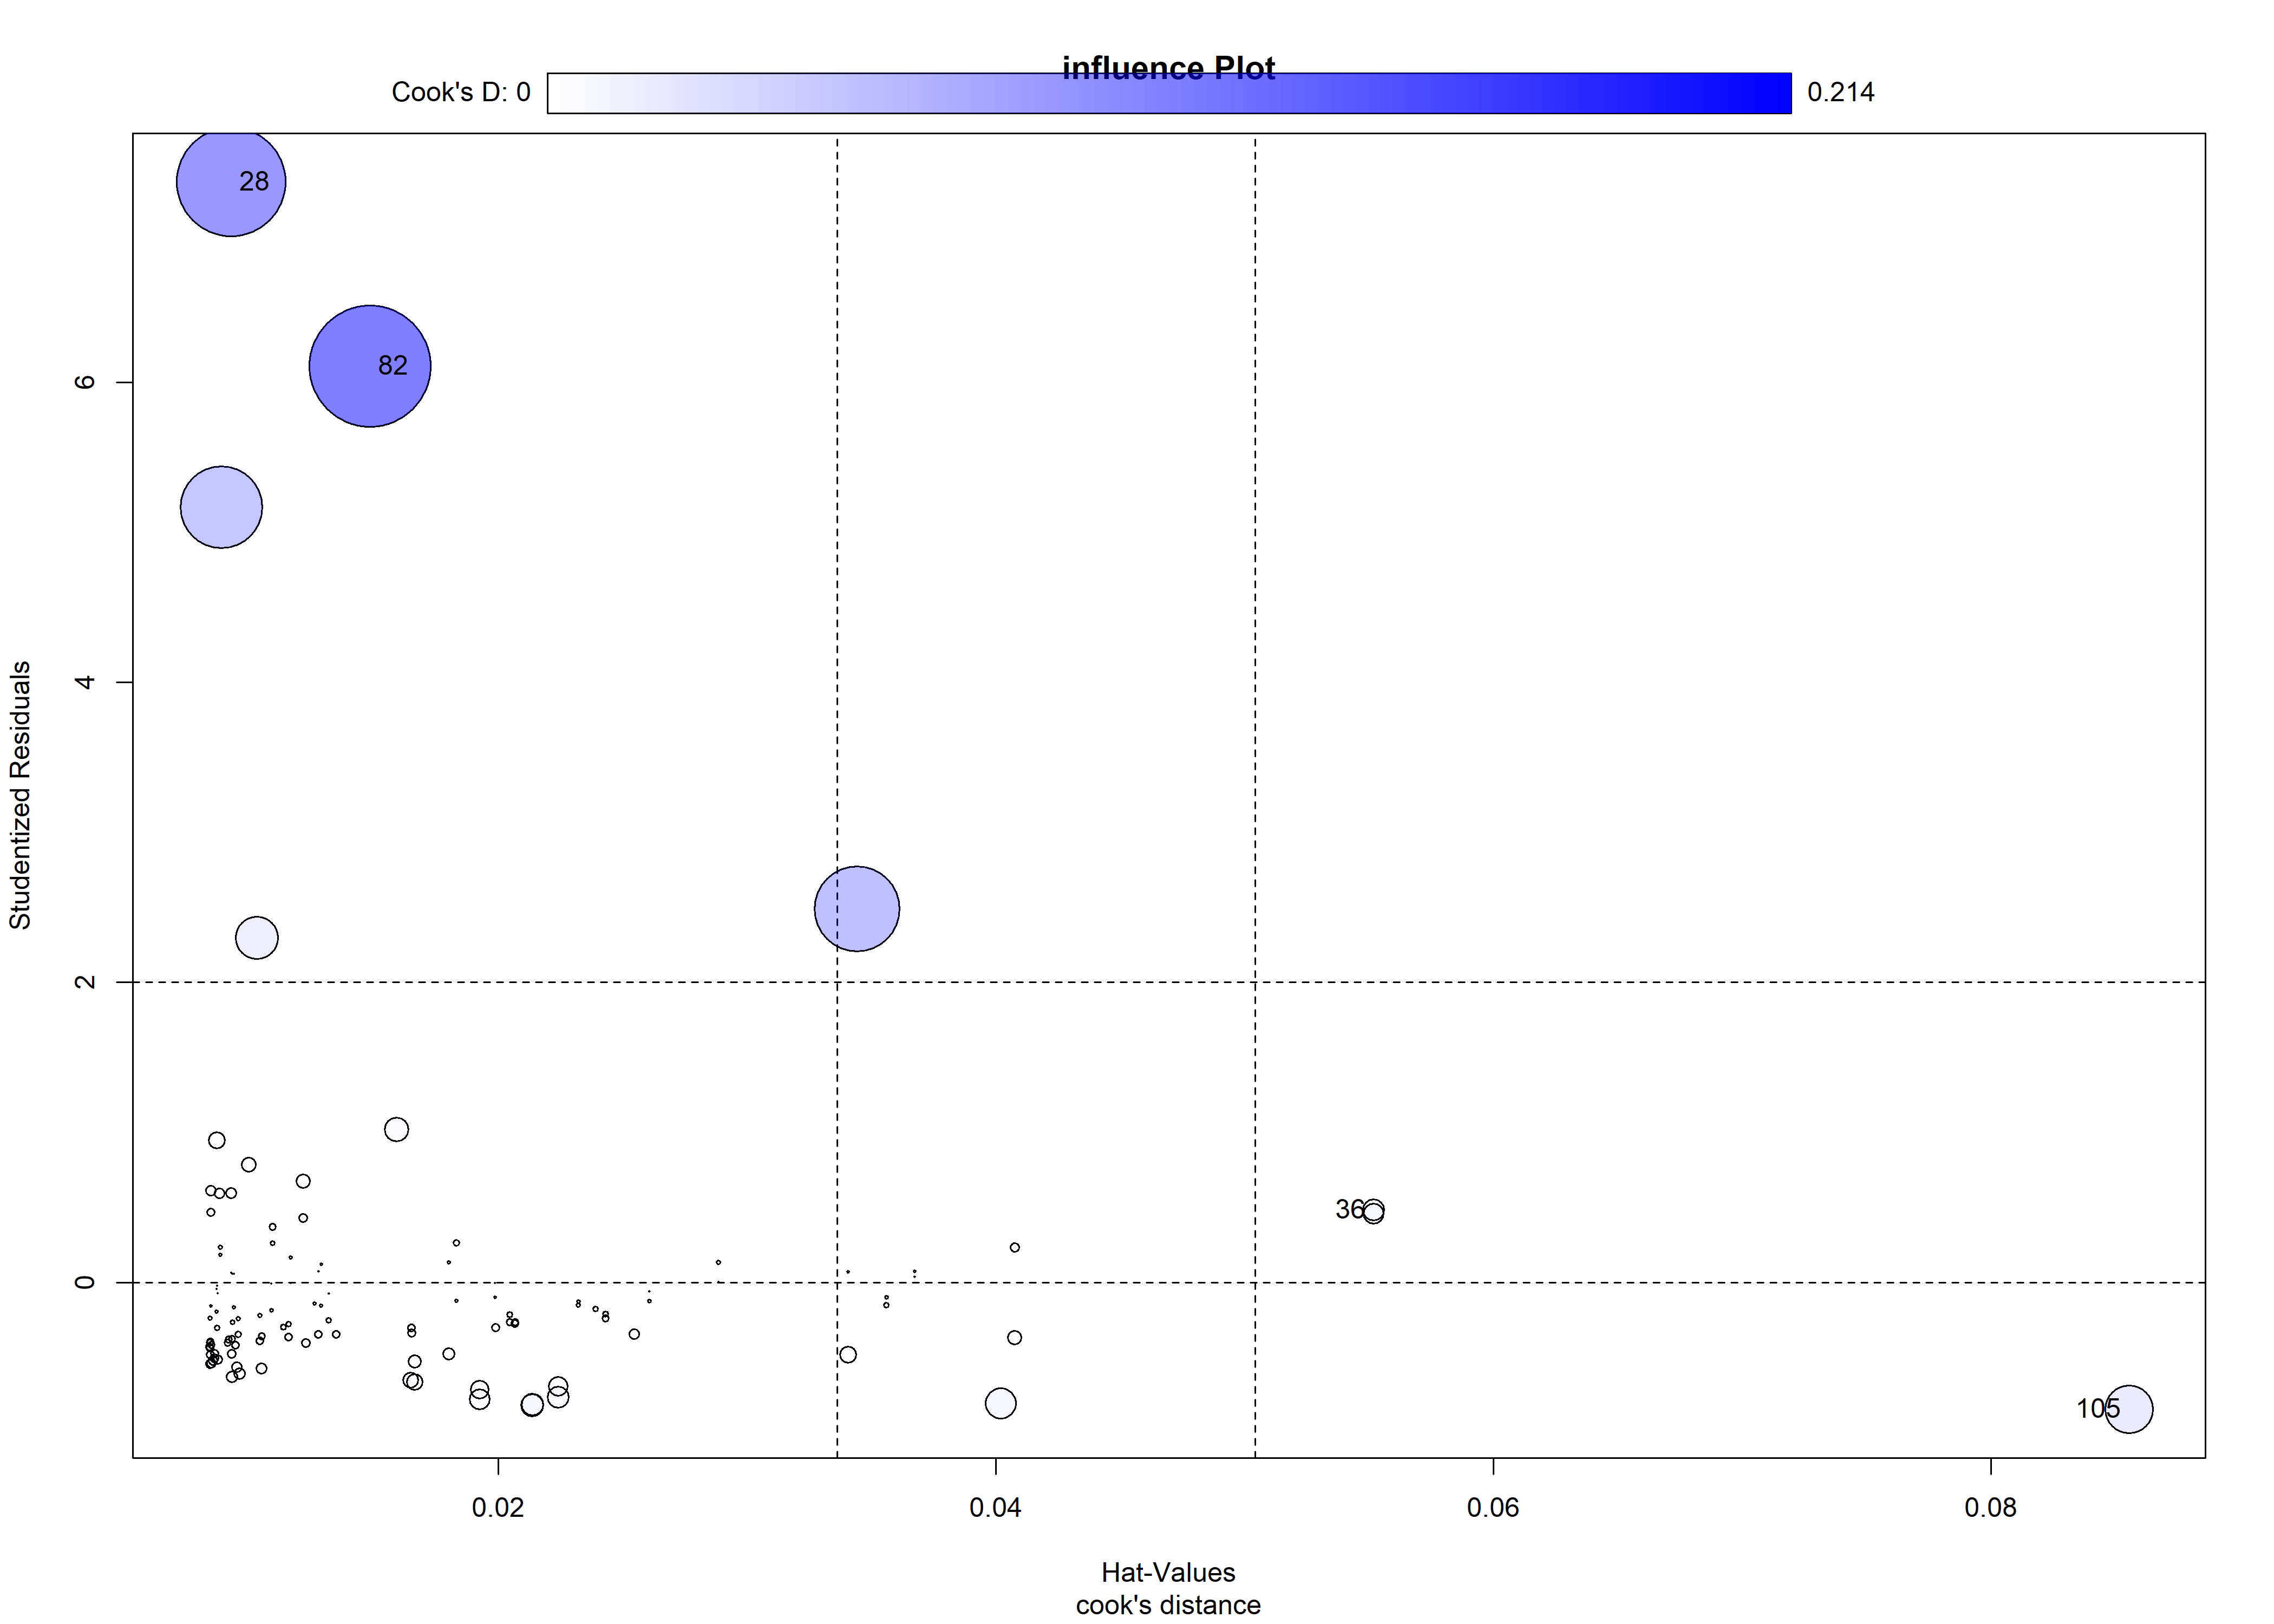 influence Plot
Cook's D: 0
0.214
28
82
36
105
Studentized Residuals
0
2
4
6
0.02
0.04
0.06
0.08
Hat-Values
cook's distance